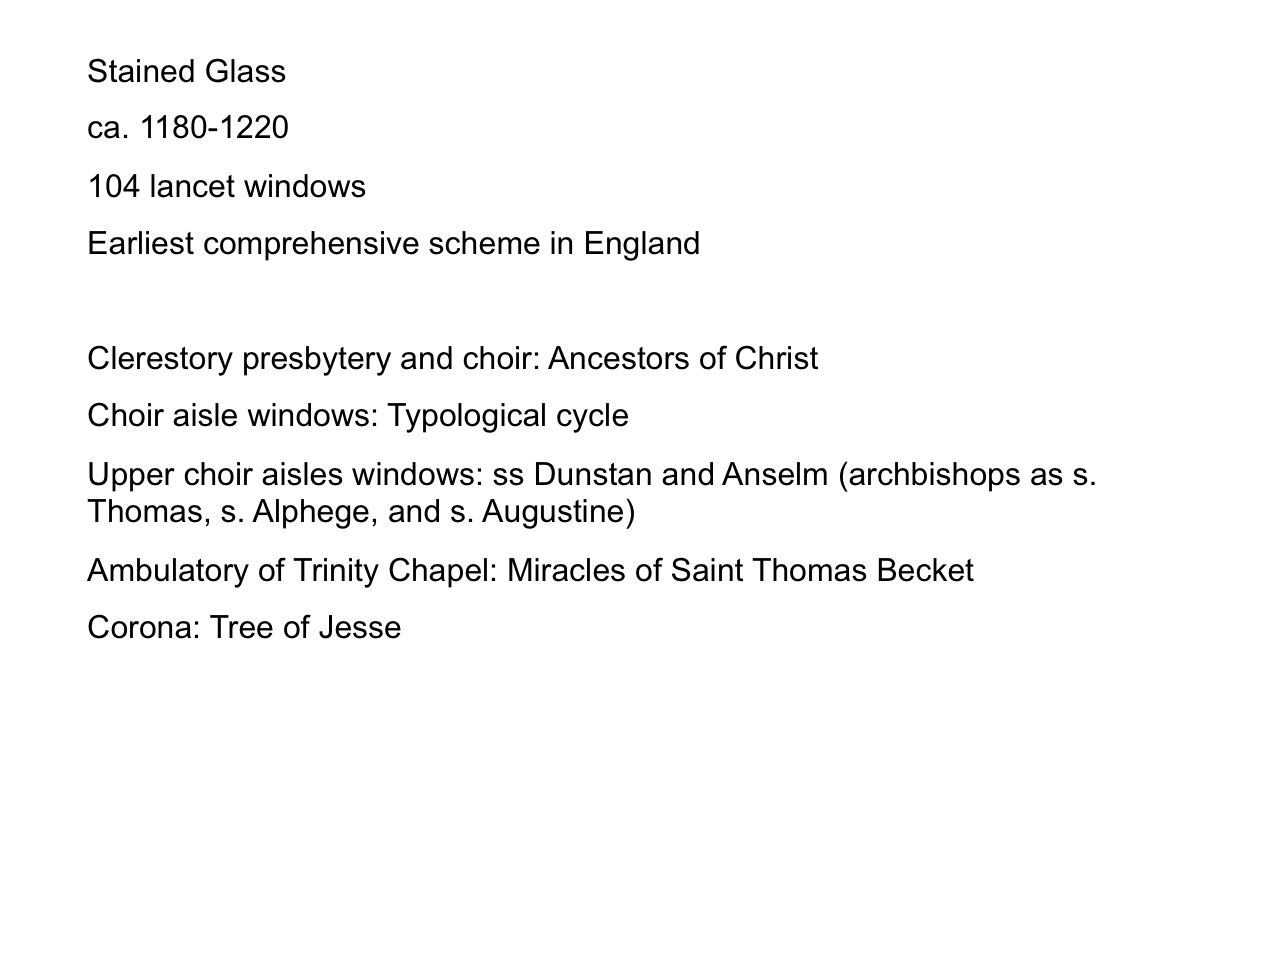 Stained Glass
ca. 1180-1220
104 lancet windows
Earliest comprehensive scheme in England
Clerestory presbytery and choir: Ancestors of Christ
Choir aisle windows: Typological cycle
Upper choir aisles windows: ss Dunstan and Anselm (archbishops as s.
Thomas, s. Alphege, and s. Augustine)
Ambulatory of Trinity Chapel: Miracles of Saint Thomas Becket
Corona: Tree of Jesse